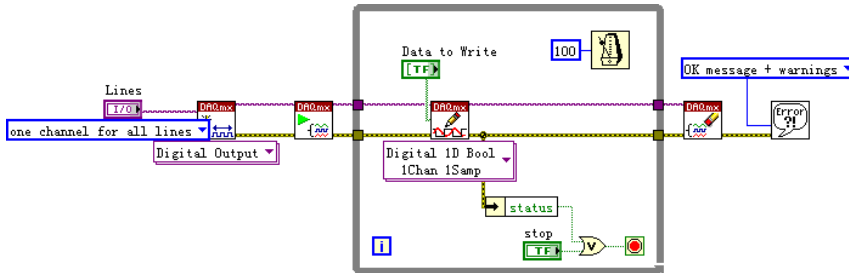 Data to Write
[TF]
100
OK message + warnings
Lines
I/O
DAQmx
DAQmx
DAQmx
DAQmx
Error
?!
one channel for all lines
Digital Output
Digital 1D Bool
1Chan 1Samp
status
stop
TF
V
i